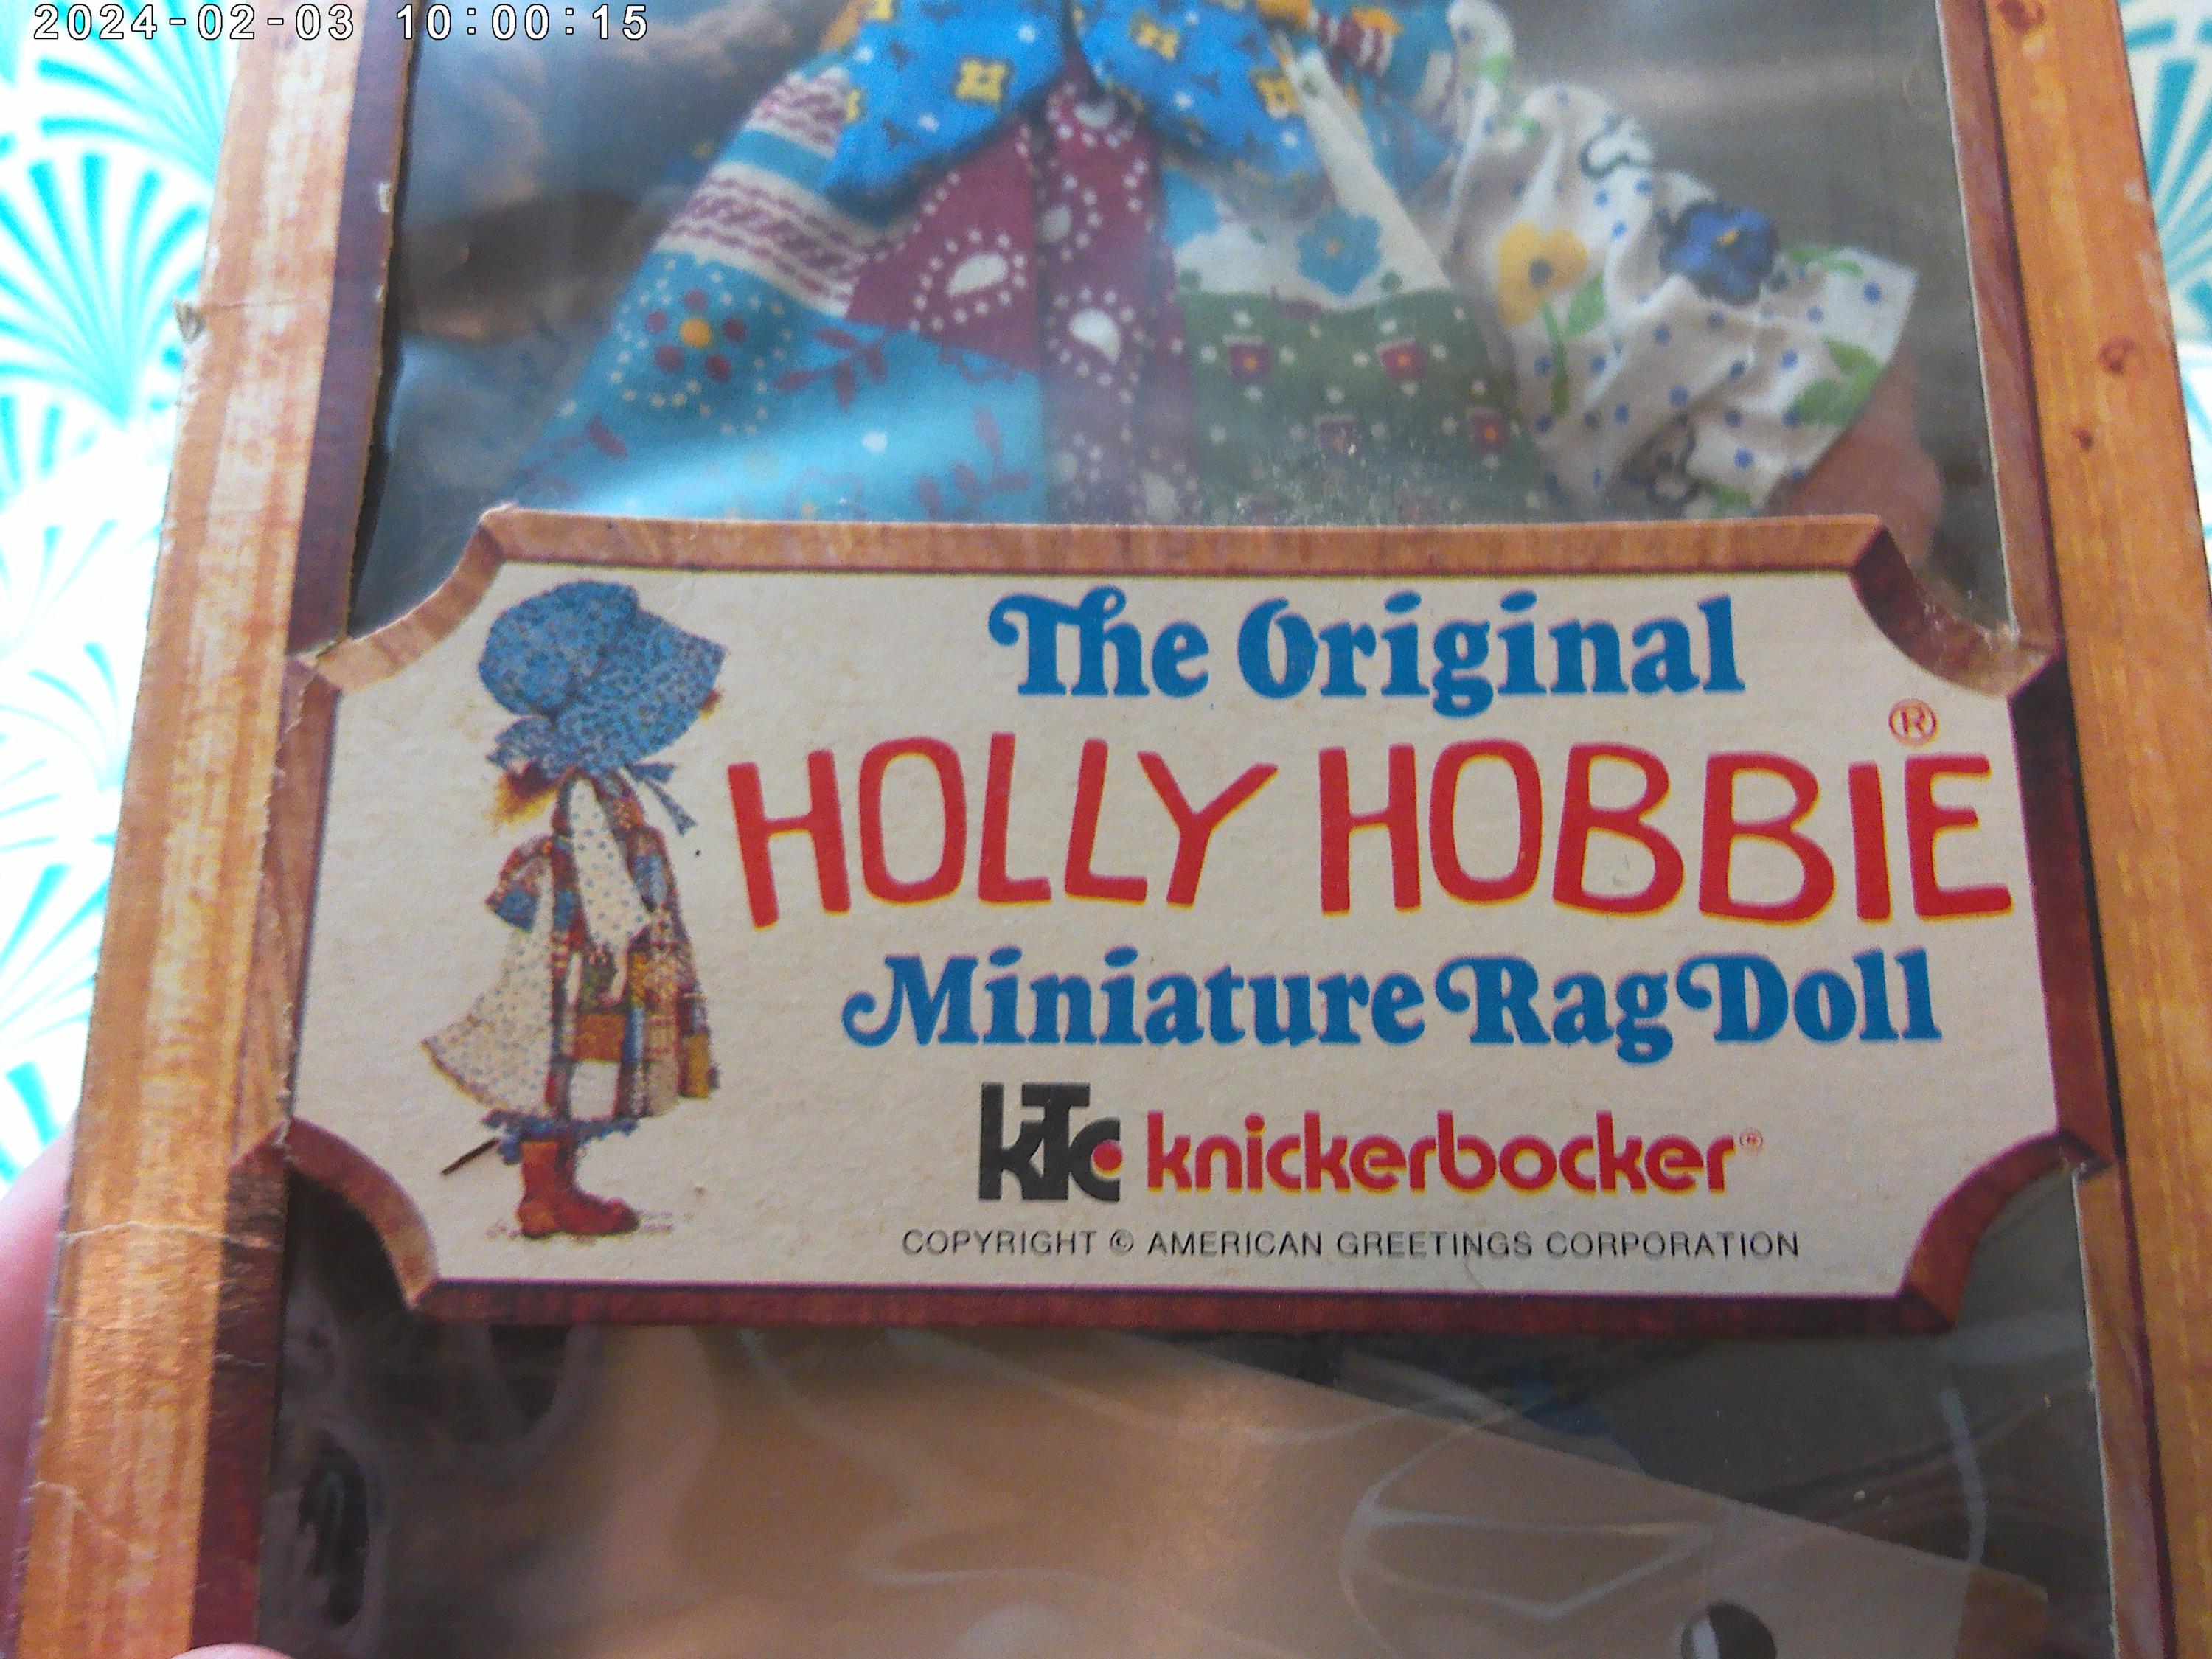 2024-02-03 10:00:15
The Original
HOLLY HOBBIE®
Miniature Rag Doll
KTC knickerbocker®
COPYRIGHT © AMERICAN GREETINGS CORPORATION